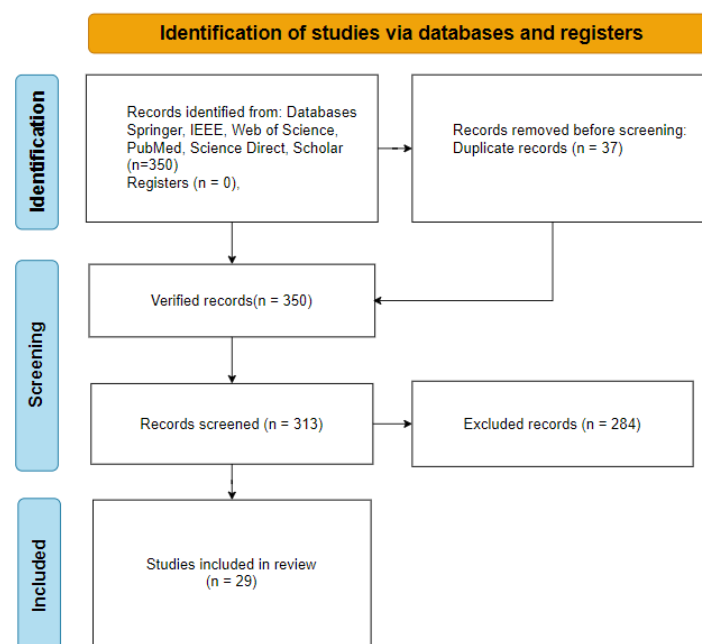 Identification of studies via databases and registers
Identification
Records identified from: Databases
Springer, IEEE, Web of Science,
PubMed, Science Direct, Scholar
(n=350)
Registers (n = 0),
Records removed before screening:
Duplicate records (n = 37)
Screening
Verified records(n = 350)
Records screened (n = 313)
Excluded records (n = 284)
Included
Studies included in review
(n = 29)